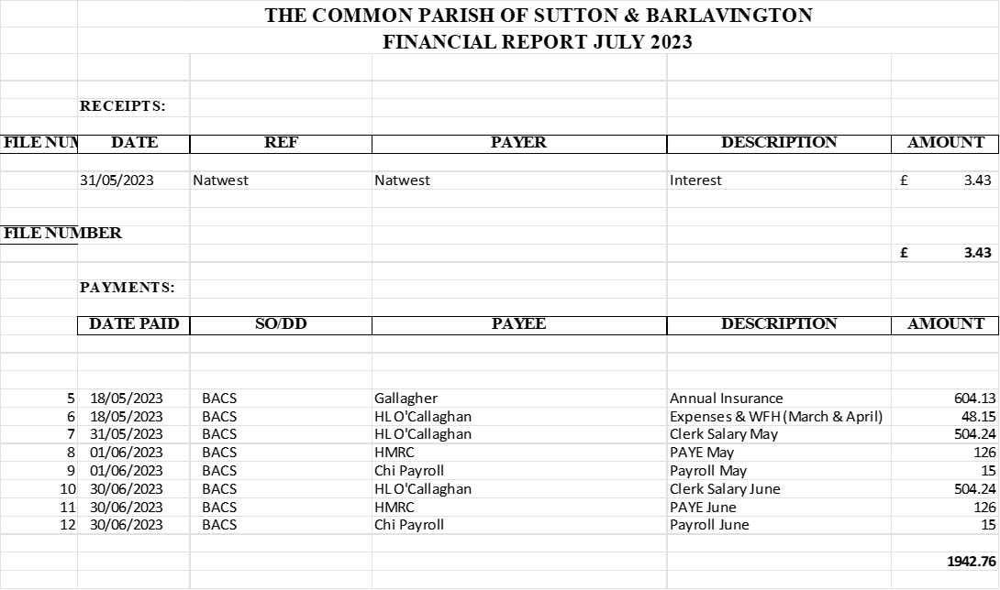 THE COMMON PARISH OF SUTTON & BARLAVINGTON
FINANCIAL REPORT JULY 2023
RECEIPTS:
FILE NUM DATE REF PAYER DESCRIPTION AMOUNT
31/05/2023 Natwest Natwest Interest £ 3.43
FILE NUMBER
£ 3.43
PAYMENTS:
DATE PAID SO/DD PAYEE DESCRIPTION AMOUNT
5 18/05/2023 BACS Gallagher Annual Insurance 604.13
6 18/05/2023 BACS HL O'Callaghan Expenses & WFH (March & April) 48.15
7 31/05/2023 BACS HL O'Callaghan Clerk Salary May 504.24
8 01/06/2023 BACS HMRC PAYE May 126
9 01/06/2023 BACS Chi Payroll Payroll May 15
10 30/06/2023 BACS HL O'Callaghan Clerk Salary June 504.24
11 30/06/2023 BACS HMRC PAYE June 126
12 30/06/2023 BACS Chi Payroll Payroll June 15
1942.76